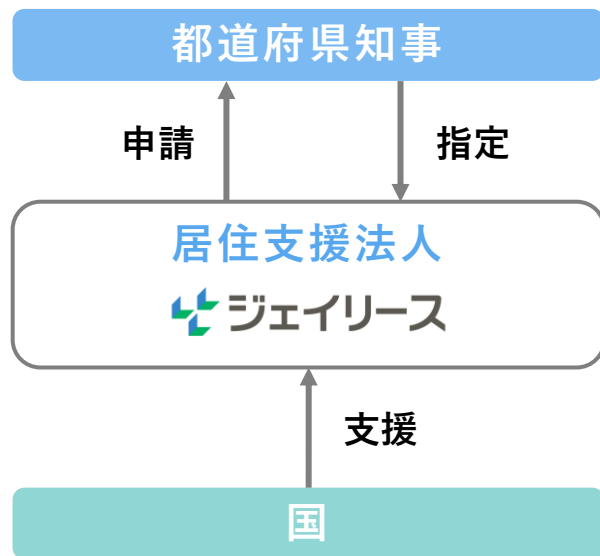 都道府県知事
申請
指定
居住支援法人
ジェイリース
支援
国